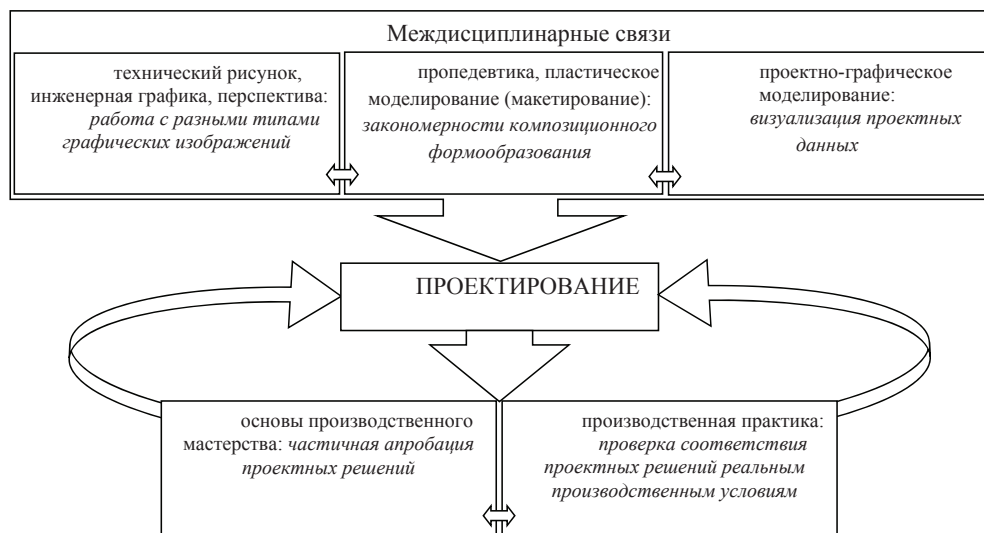 Междисциплинарные связи
технический рисунок,
инженерная графика, перспектива:
работа с разными типами
графических изображений
пропедевтика, пластическое
моделирование (макетирование):
закономерности композиционного
формообразования
проектно-графическое
моделирование:
визуализация проектных
данных
ПРОЕКТИРОВАНИЕ
основы производственного
мастерства: частичная апробация
проектных решений
производственная практика:
проверка соответствия
проектных решений реальным
производственным условиям